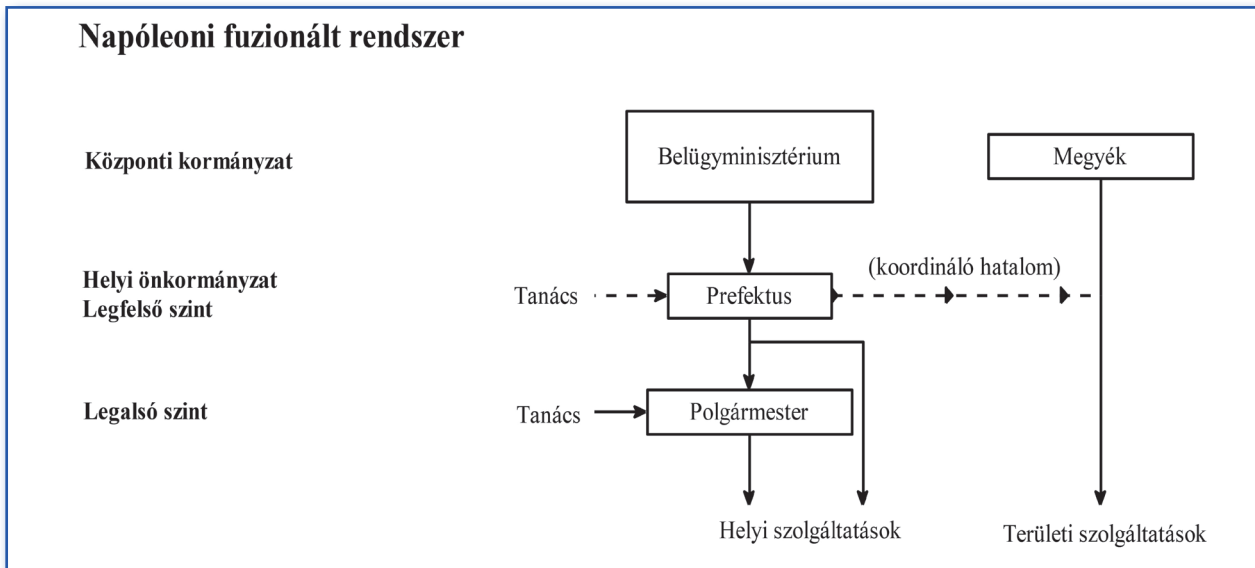 Napóleoni fuzionált rendszer
Központi kormányzat
Belügyminisztérium
Megyék
Helyi önkormányzat
Legfelső szint
Tanács
Prefektus
(koordináló hatalom)
Legalsó szint
Tanács
Polgármester
Helyi szolgáltatások
Területi szolgáltatások